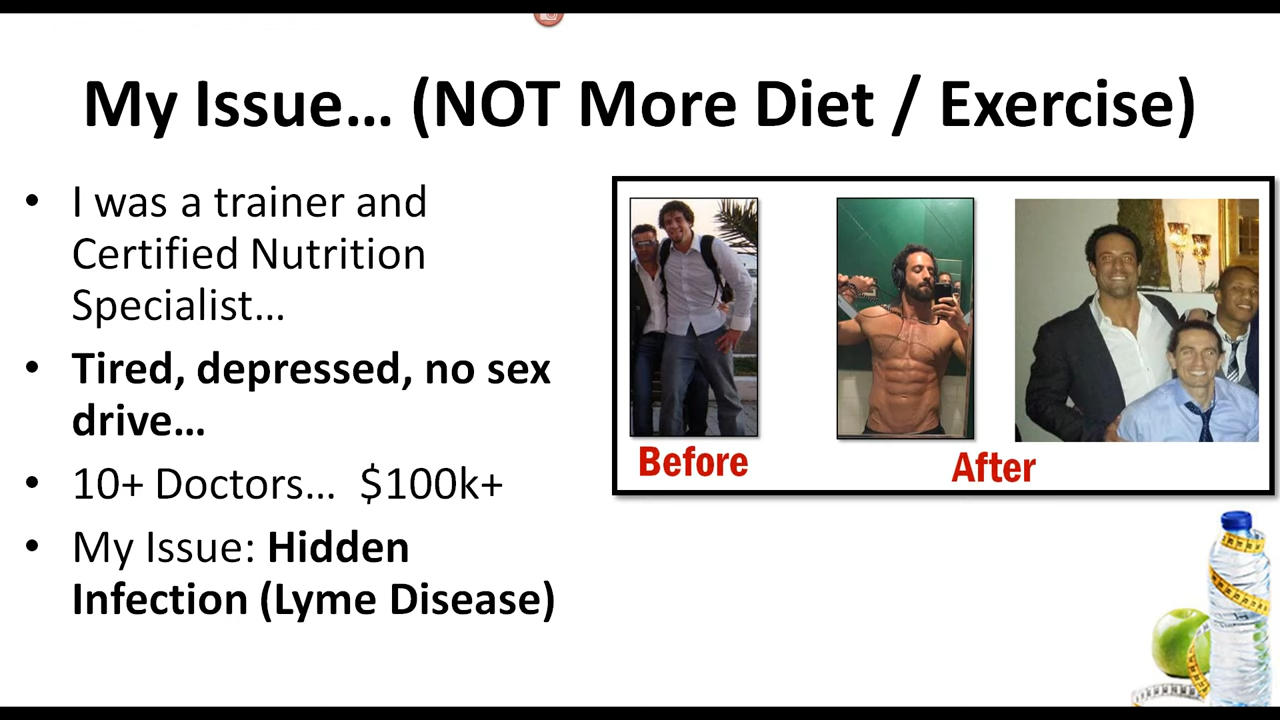 My Issue… (NOT More Diet / Exercise)
• I was a trainer and
Certified Nutrition
Specialist…
• Tired, depressed, no sex
drive…
• 10+ Doctors… $100k+
• My Issue: Hidden
Infection (Lyme Disease)
Before
After